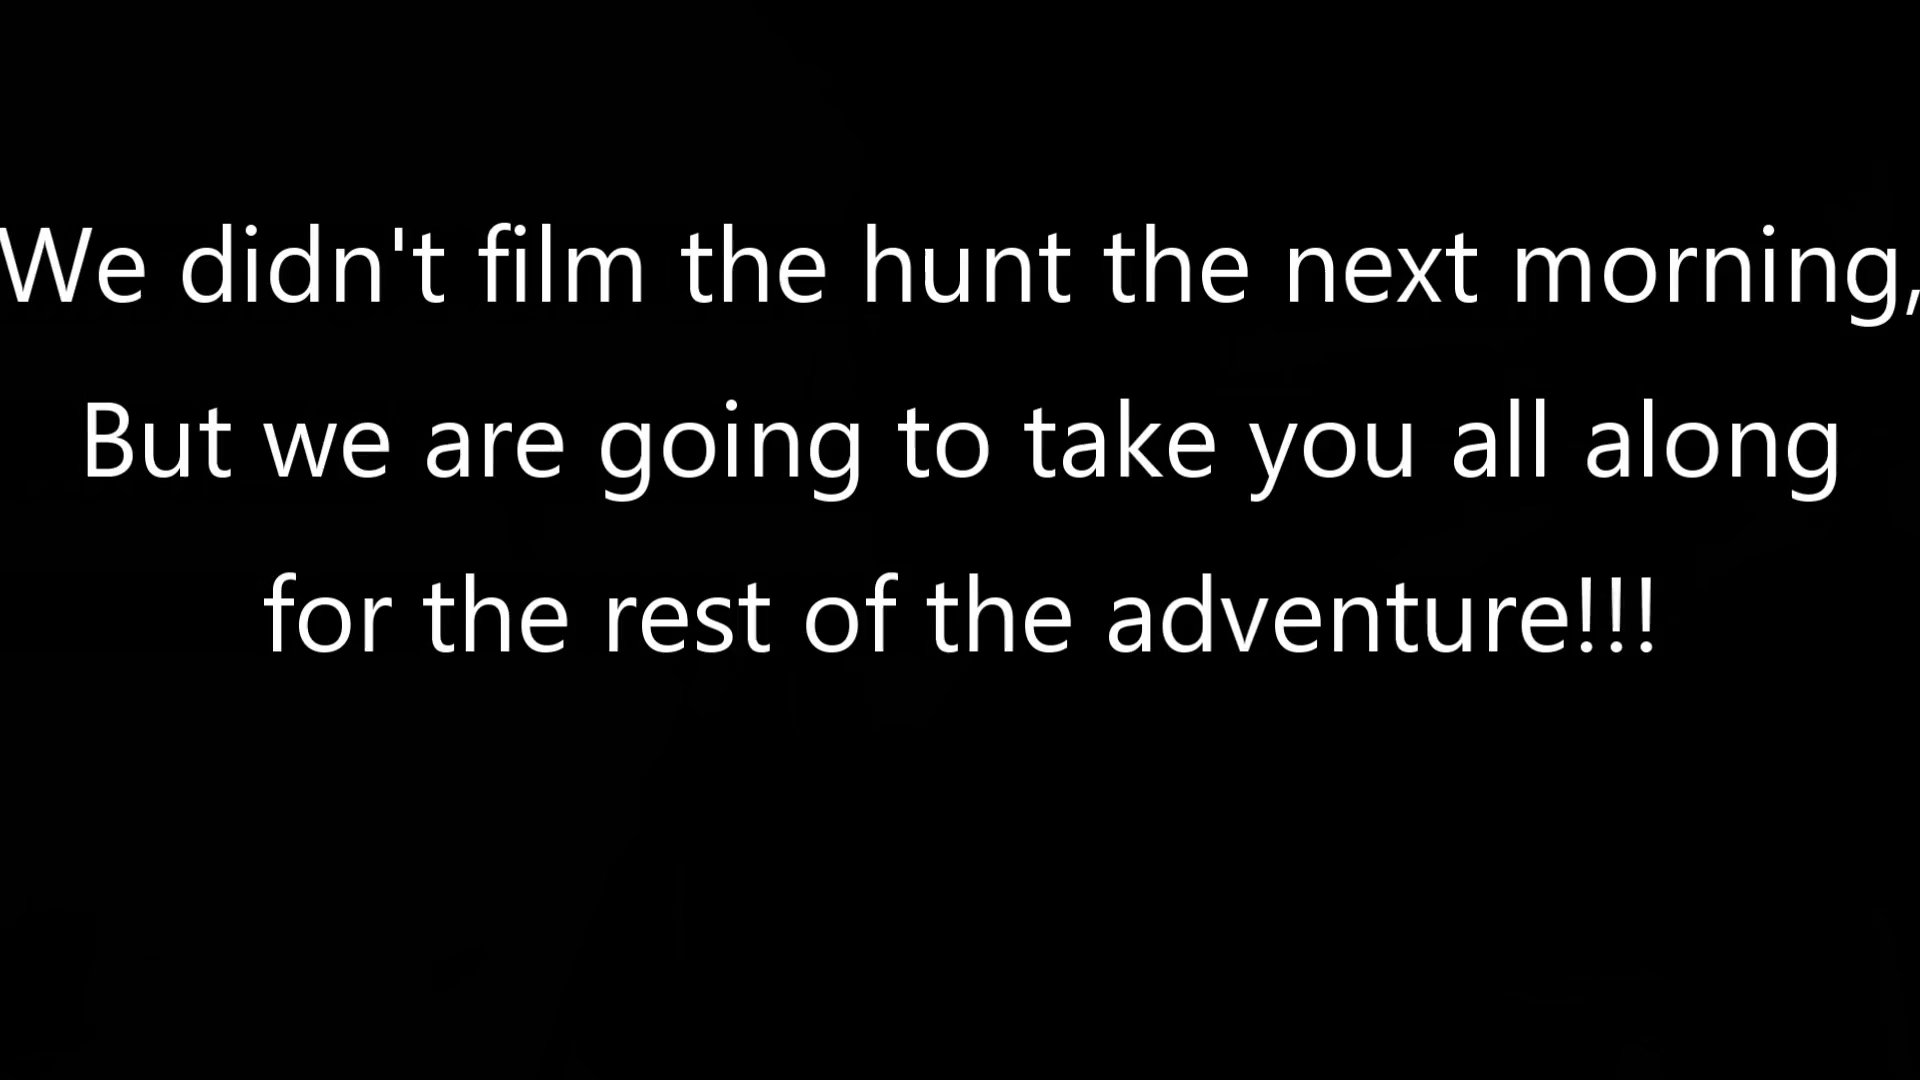 We didn't film the hunt the next morning,
But we are going to take you all along
for the rest of the adventure!!!